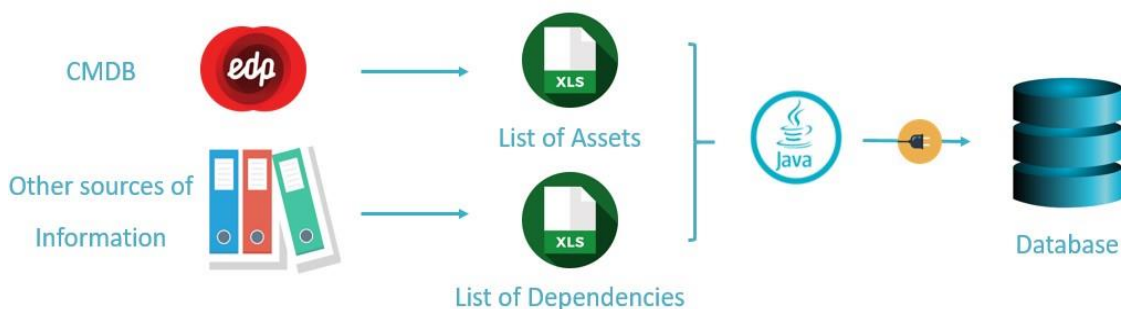 CMDB
edp
XLS
List of Assets
Other sources of
Information
XLS
List of Dependencies
Java
Database